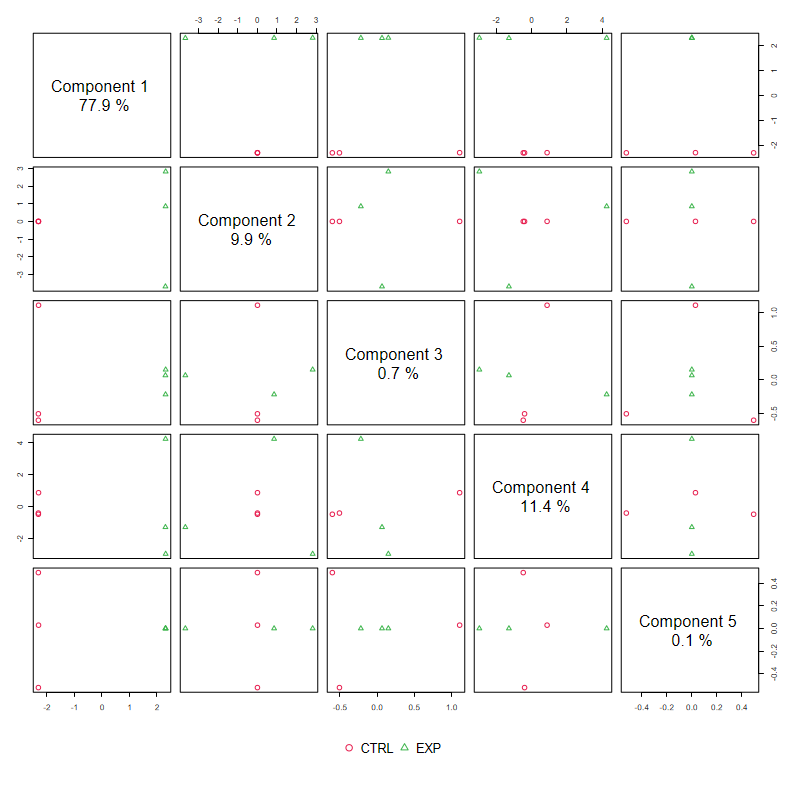 -3 -2 -1 0 1 2 3
-2 0 2 4
Component 1
77.9 %
-2 -1 0 1 2
-3 -2 -1 0 1 2 3
Component 2
9.9 %
Component 3
0.7 %
-0.5 0.0 0.5 1.0
-2 0 2 4
Component 4
11.4 %
Component 5
0.1 %
-0.4 -0.2 0.0 0.2 0.4
-2 -1 0 1 2
-0.5 0.0 0.5 1.0
-0.4 -0.2 0.0 0.2 0.4
CTRL EXP